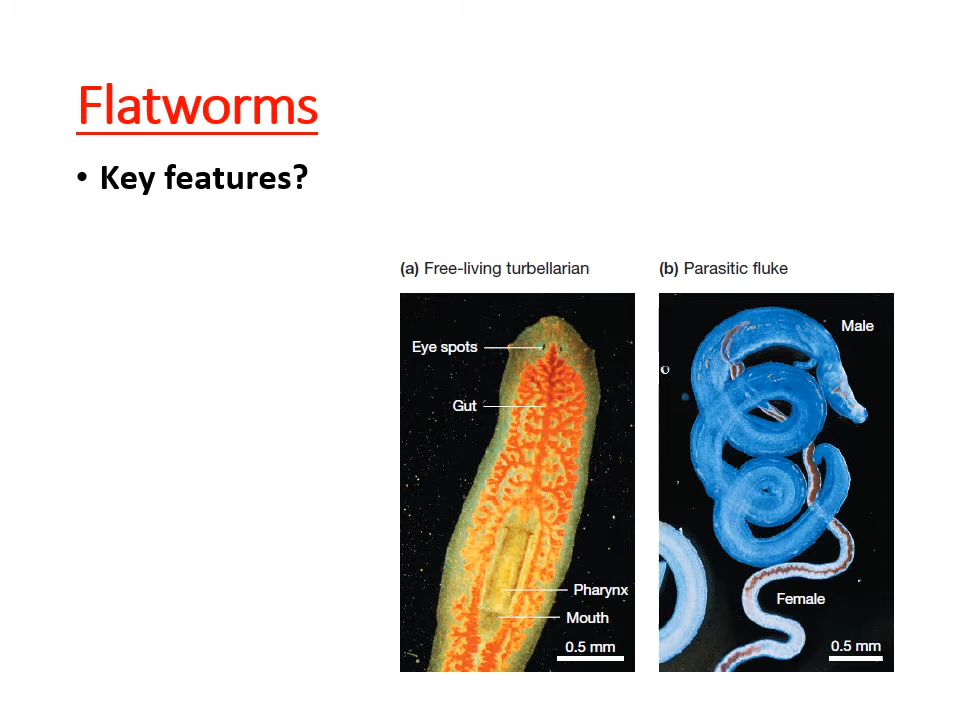 Flatworms
• Key features?
(a) Free-living turbellarian
(b) Parasitic fluke
Eye spots
Gut
Pharynx
Mouth
0.5 mm
Male
Female
0.5 mm